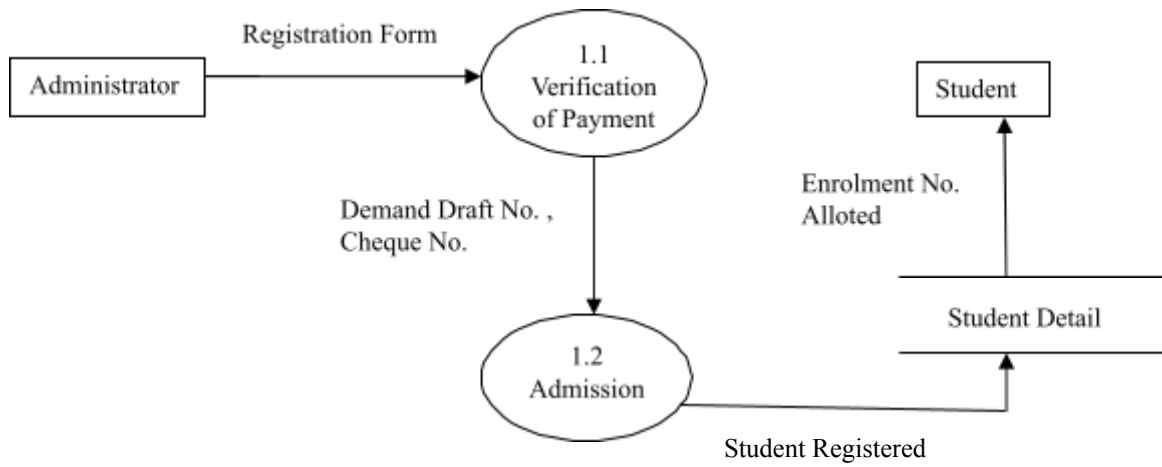 Registration Form
Administrator
1.1
Verification
of Payment
Student
Demand Draft No. ,
Cheque No.
Enrolment No.
Alloted
Student Detail
1.2
Admission
Student Registered